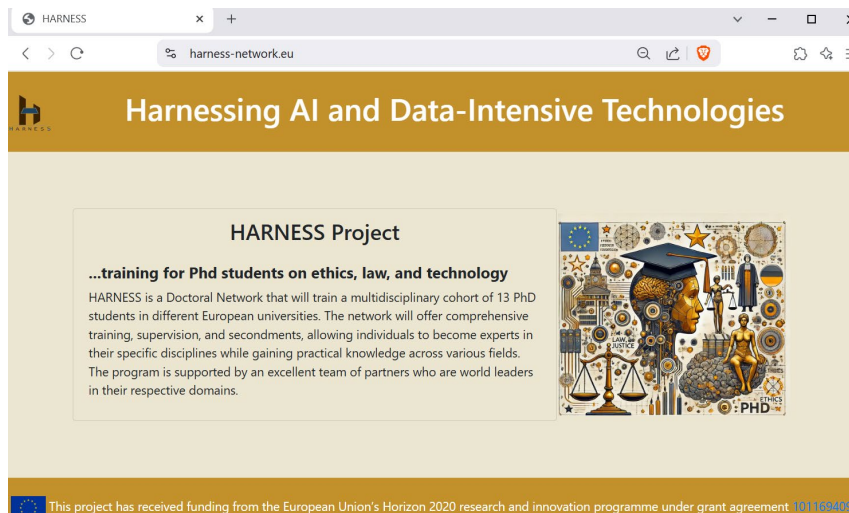 HARNESS
harness-network.eu
HARNESS
Harnessing AI and Data-Intensive Technologies
HARNESS Project
...training for Phd students on ethics, law, and technology
HARNESS is a Doctoral Network that will train a multidisciplinary cohort of 13 PhD
students in different European universities. The network will offer comprehensive
training, supervision, and secondments, allowing individuals to become experts in
their specific disciplines while gaining practical knowledge across various fields.
The program is supported by an excellent team of partners who are world leaders
in their respective domains.
LAW,
JUSTICE
ETHICS
PHD
This project has received funding from the European Union's Horizon 2020 research and innovation programme under grant agreement 101169409